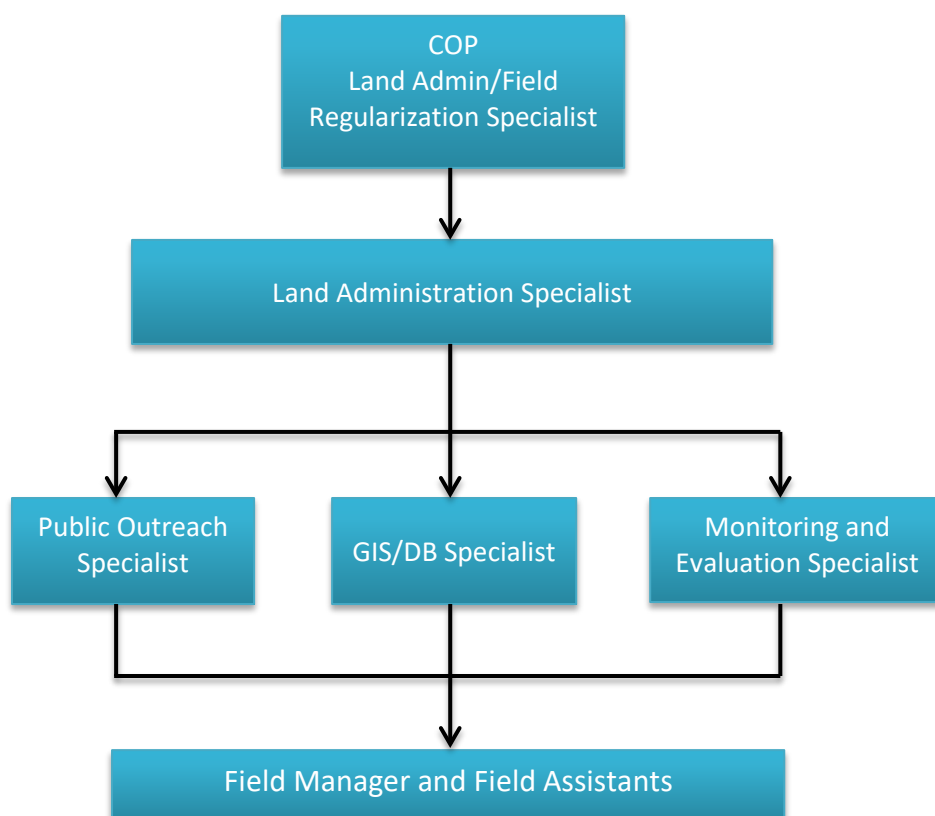 COP
Land Admin/Field
Regularization Specialist
Land Administration Specialist
Public Outreach
Specialist
GIS/DB Specialist
Monitoring and
Evaluation Specialist
Field Manager and Field Assistants